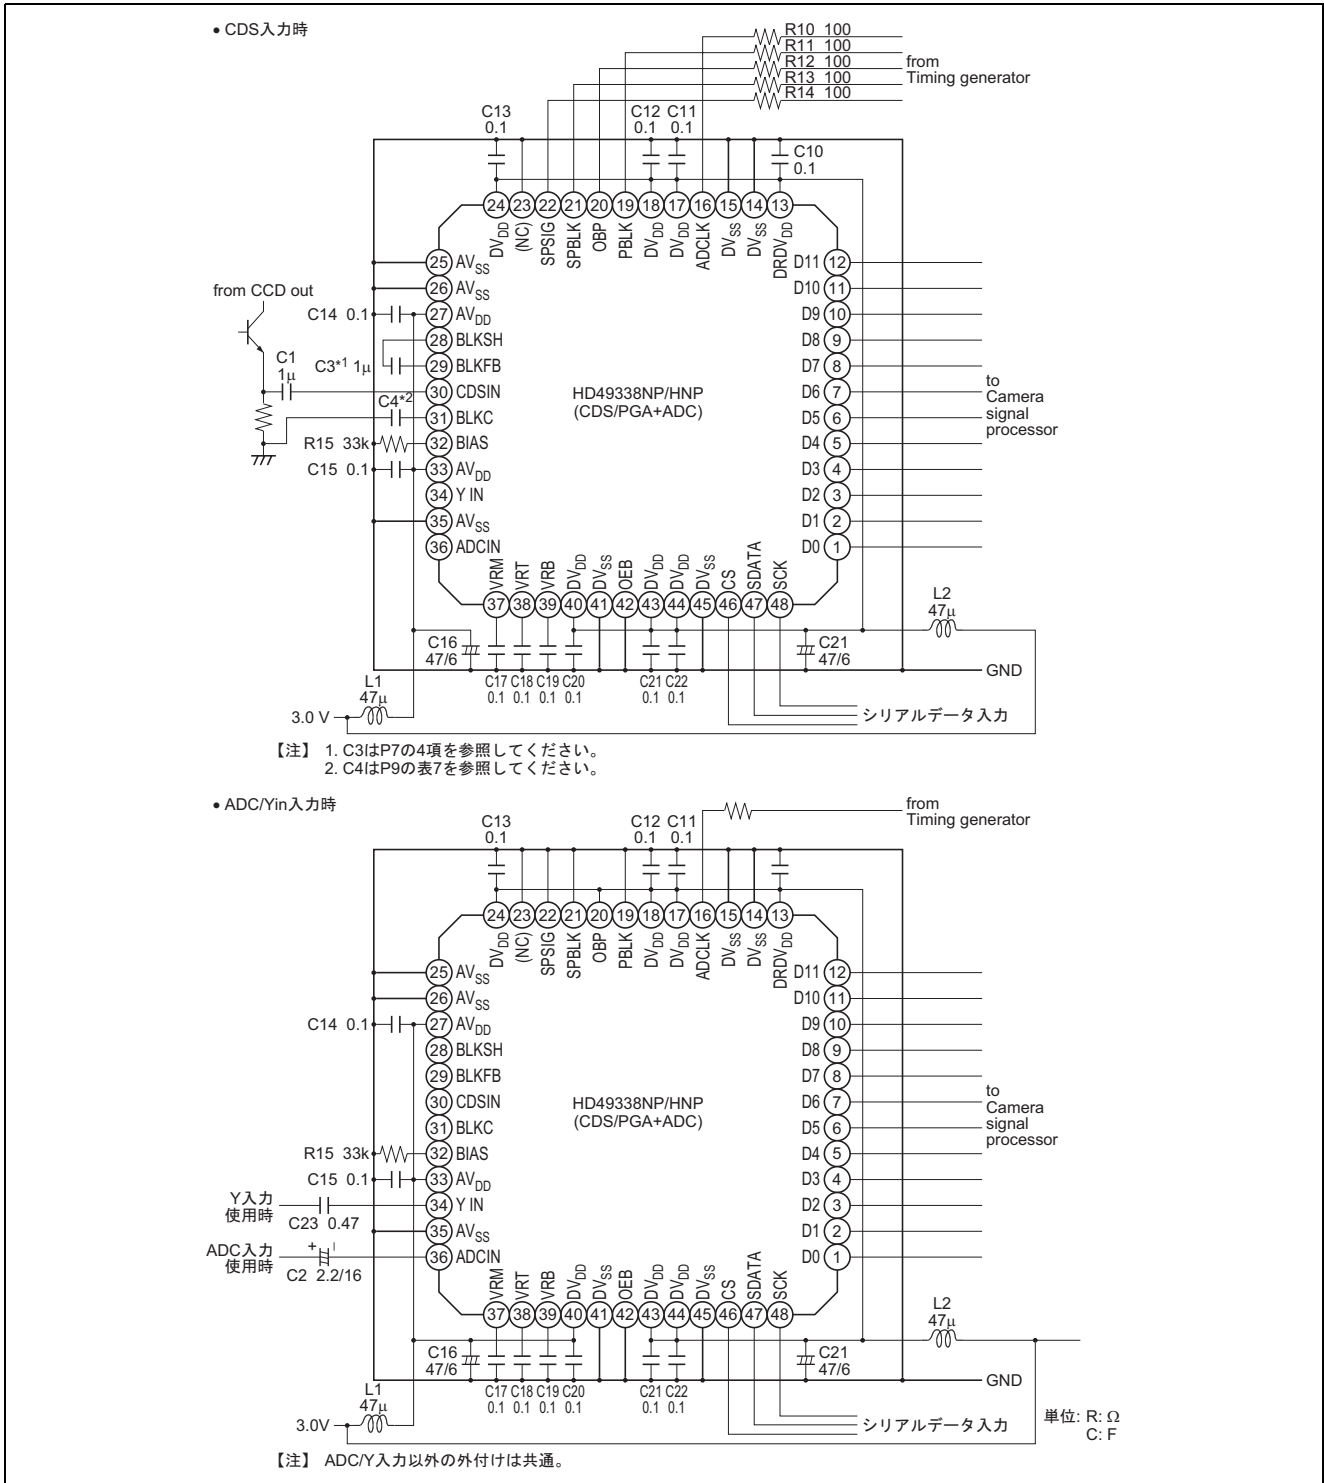 • CDS入力時
R10 100
R11 100
R12 100
R13 100
R14 100
from
Timing generator
C13
0.1
C12
0.1
C11
0.1
C10
0.1
24 23 22 21 20 19 18 17 16 15 14 13
DVDD (NC) SPSIG SPBLK OBP PBLK DVDD DVDD ADCLK DVSS DVSS DRDVDD
25 AVSS
26 AVSS
27 AVDD
28 BLKSH
29 BLKFB
30 CDSIN
31 BLKC
32 BIAS
33 AVDD
34 Y IN
35 AVSS
36 ADCIN
from CCD out
C14 0.1
C1
1μ
C3*1 1μ
C4*2
R15 33k
C15 0.1
HD49338NP/HNP
(CDS/PGA+ADC)
D11 12
D10 11
D9 10
D8 9
D7 8
D6 7
D5 6
D4 5
D3 4
D2 3
D1 2
D0 1
to
Camera
signal
processor
VRM VRT VRB DVDD DVSS OEB DVDD DVDD DVSS CS SDATA SCK
37 38 39 40 41 42 43 44 45 46 47 48
L2
47μ
C16
47/6
C17
0.1
C18
0.1
C19
0.1
C20
0.1
C21
0.1
C22
0.1
C21
47/6
GND
L1
47μ
3.0 V
シリアルデータ入力
【注】 1. C3はP7の4項を参照してください。
2. C4はP9の表7を参照してください。
• ADC/Yin入力時
from
Timing generator
C13
0.1
C12
0.1
C11
0.1
24 23 22 21 20 19 18 17 16 15 14 13
DVDD (NC) SPSIG SPBLK OBP PBLK DVDD DVDD ADCLK DVSS DVSS DRDVDD
25 AVSS
26 AVSS
27 AVDD
28 BLKSH
29 BLKFB
30 CDSIN
31 BLKC
32 BIAS
33 AVDD
34 Y IN
35 AVSS
36 ADCIN
C14 0.1
R15 33k
C15 0.1
Y入力
使用時
C23 0.47
ADC入力
使用時
+
C2 2.2/16
HD49338NP/HNP
(CDS/PGA+ADC)
D11 12
D10 11
D9 10
D8 9
D7 8
D6 7
D5 6
D4 5
D3 4
D2 3
D1 2
D0 1
to
Camera
signal
processor
VRM VRT VRB DVDD DVSS OEB DVDD DVDD DVSS CS SDATA SCK
37 38 39 40 41 42 43 44 45 46 47 48
L2
47μ
C16
47/6
C17
0.1
C18
0.1
C19
0.1
C20
0.1
C21
0.1
C22
0.1
C21
47/6
GND
L1
47μ
3.0V
シリアルデータ入力
単位: R: Ω
C: F
【注】 ADC/Y入力以外の外付けは共通。